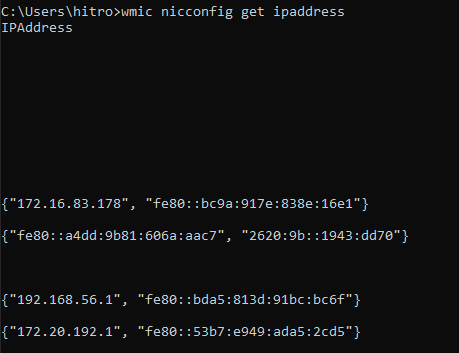 C:\Users\hitro>wmic nicconfig get ipaddress
IPAddress
{"172.16.83.178", "fe80::bc9a:917e:838e:16e1"}
{"fe80::a4dd:9b81:606a:aac7", "2620:9b::1943:dd70"}
{"192.168.56.1", "fe80::bda5:813d:91bc:bc6f"}
{"172.20.192.1", "fe80::53b7:e949:ada5:2cd5"}